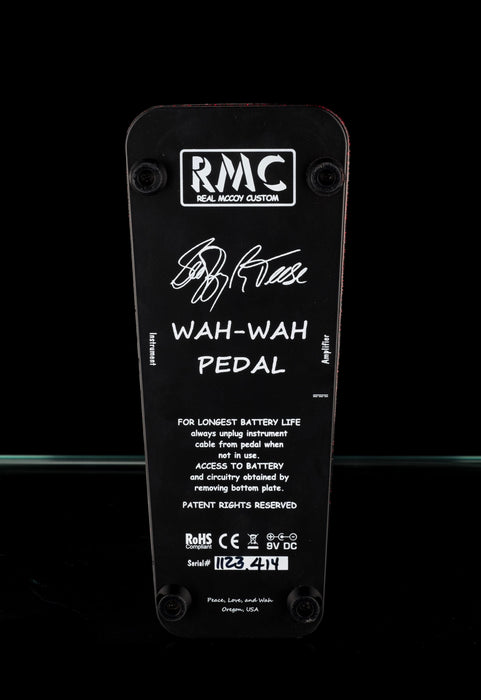 RMC
REAL MCCOY CUSTOM
WAH-WAH
PEDAL
Instrument
Amplifier
FOR LONGEST BATTERY LIFE
always unplug instrument
cable from pedal when
not in use.
ACCESS TO BATTERY
and circuitry obtained by
removing bottom plate.
PATENT RIGHTS RESERVED
RoHS
Compliant
CE
9V DC
Serial# 1123.414
Peace, Love, and Wah
Oregon, USA